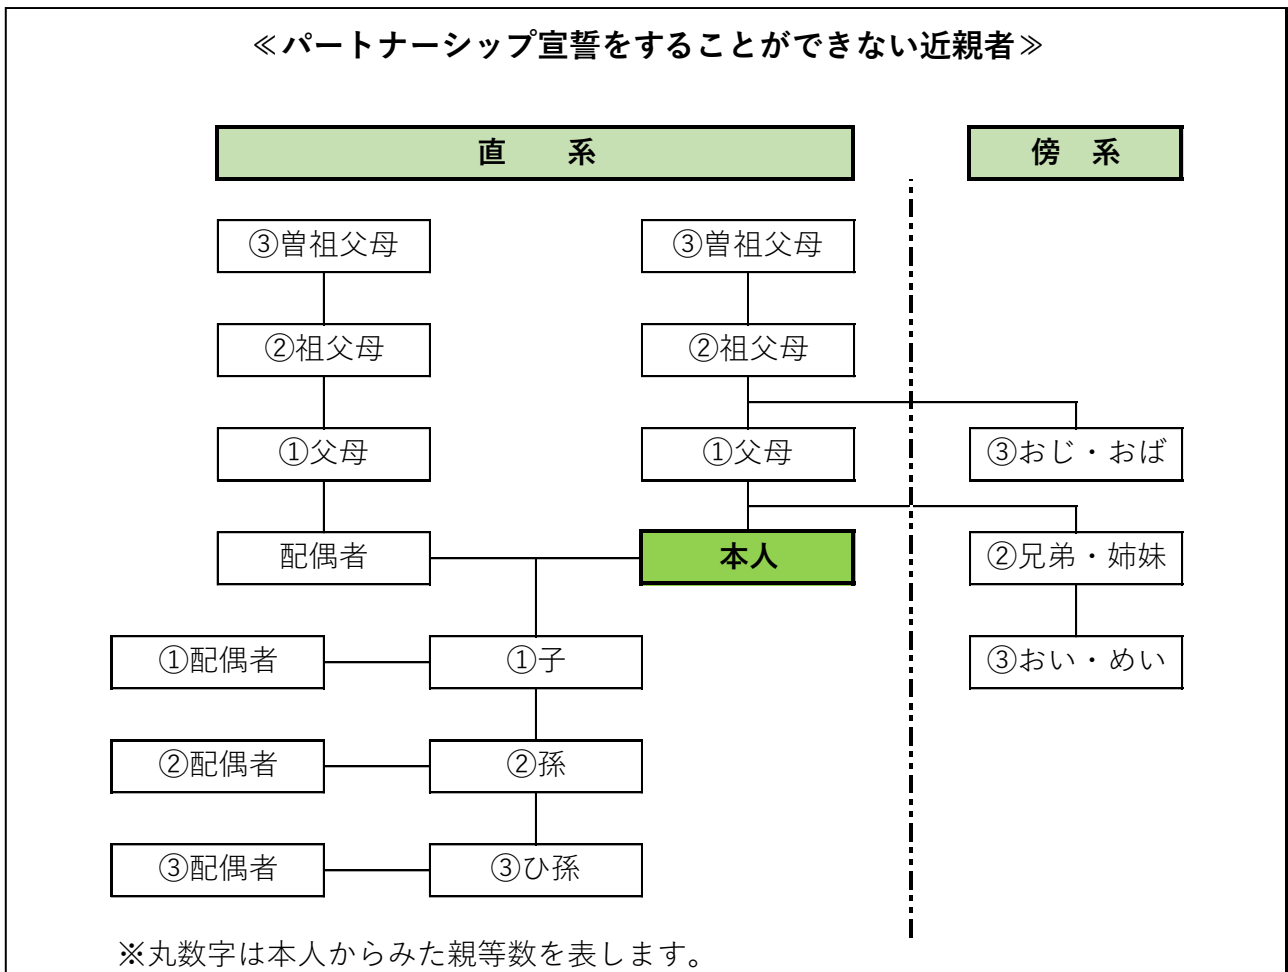 ≪パートナーシップ宣誓をすることができない近親者≫
直　系
傍　系
③曽祖父母
③曽祖父母
②祖父母
②祖父母
①父母
①父母
③おじ・おば
配偶者
本人
②兄弟・姉妹
①配偶者
①子
③おい・めい
②配偶者
②孫
③配偶者
③ひ孫
※丸数字は本人からみた親等数を表します。